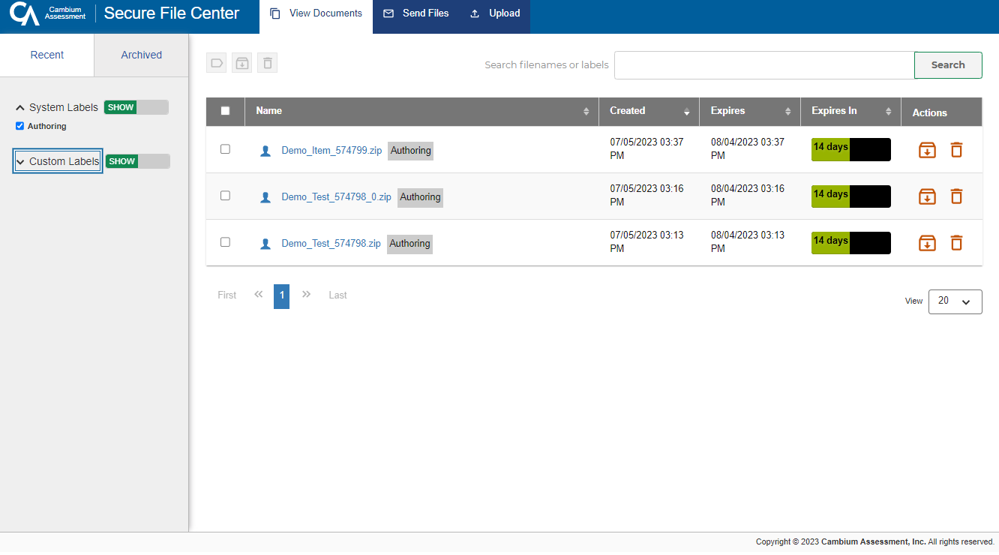 Cambium
Assessment
Secure File Center
View Documents
Send Files
Upload
Recent
Archived
Search filenames or labels
Search
System Labels
SHOW
Authoring
Custom Labels
SHOW
Name
Created
Expires
Expires In
Actions
Demo_Item_574799.zip
Authoring
07/05/2023 03:37
PM
08/04/2023 03:37
PM
14 days
Demo_Test_574798_0.zip
Authoring
07/05/2023 03:16
PM
08/04/2023 03:16
PM
14 days
Demo_Test_574798.zip
Authoring
07/05/2023 03:13
PM
08/04/2023 03:13
PM
14 days
First
«
1
»
Last
View
20
Copyright © 2023 Cambium Assessment, Inc. All rights reserved.